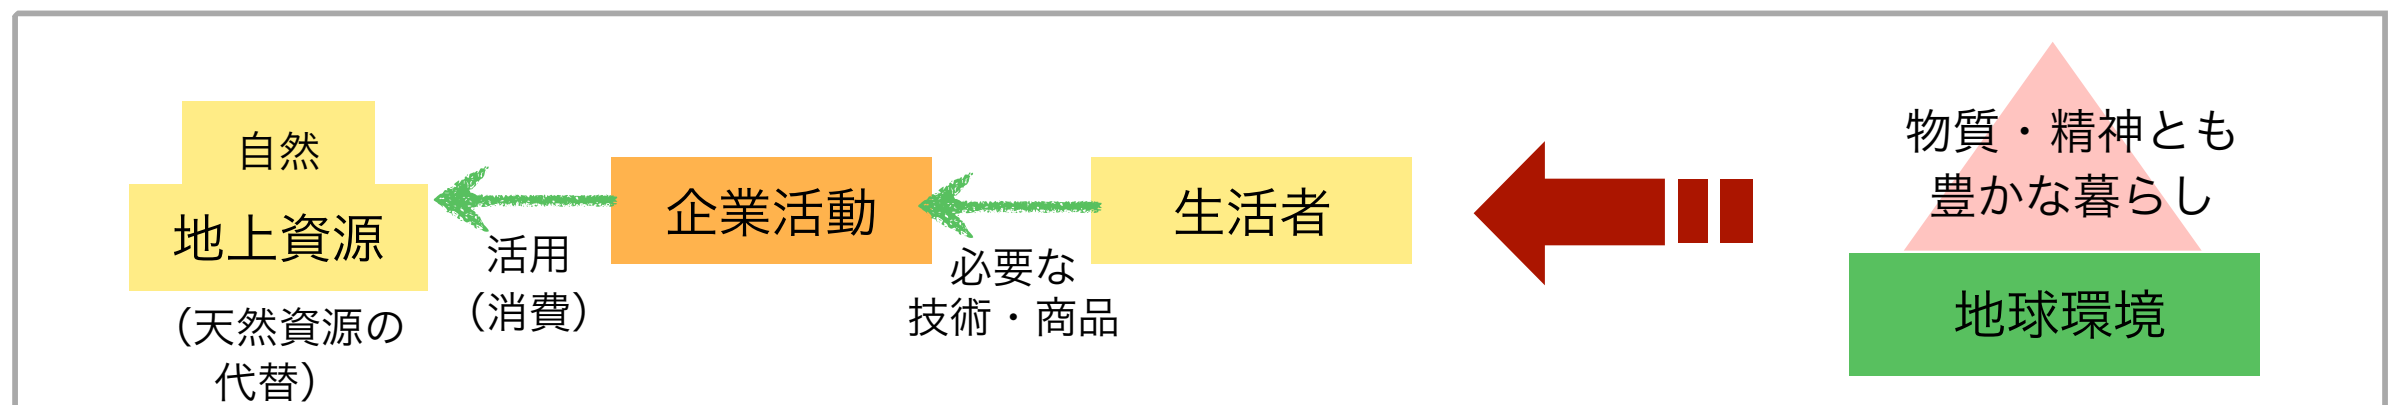 自然
地上資源
（天然資源の
代替）
活用
（消費）
企業活動
必要な
技術・商品
生活者
物質・精神とも
豊かな暮らし
地球環境